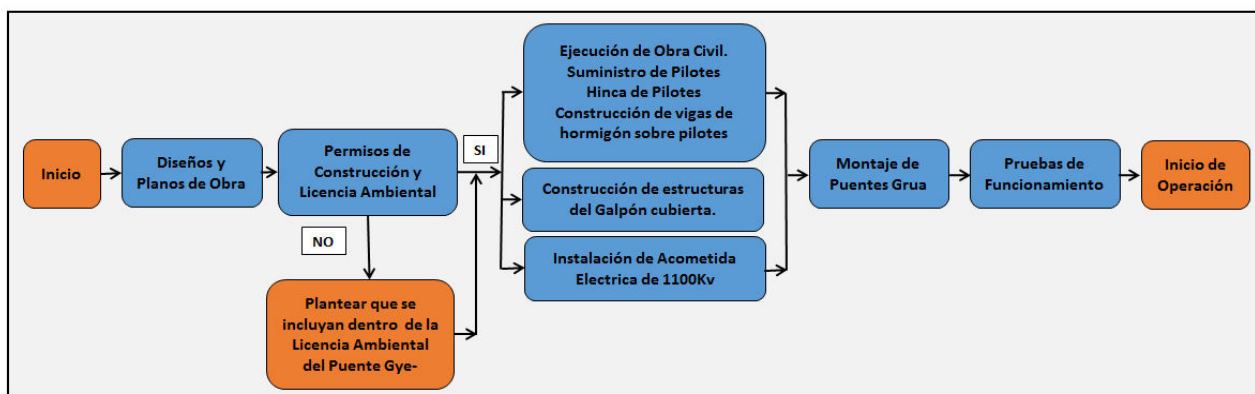 Inicio
Diseños y
Planos de Obra
Permisos de
Construcción y
Licencia Ambiental
SI
NO
Plantear que se
incluyan dentro de la
Licencia Ambiental
del Puente Gye-
Ejecución de Obra Civil.
Suministro de Pilotes
Hinca de Pilotes
Construcción de vigas de
hormigón sobre pilotes
Construcción de estructuras
del Galpón cubierta.
Instalación de Acometida
Electrica de 1100Kv
Montaje de
Puentes Grua
Pruebas de
Funcionamiento
Inicio de
Operación